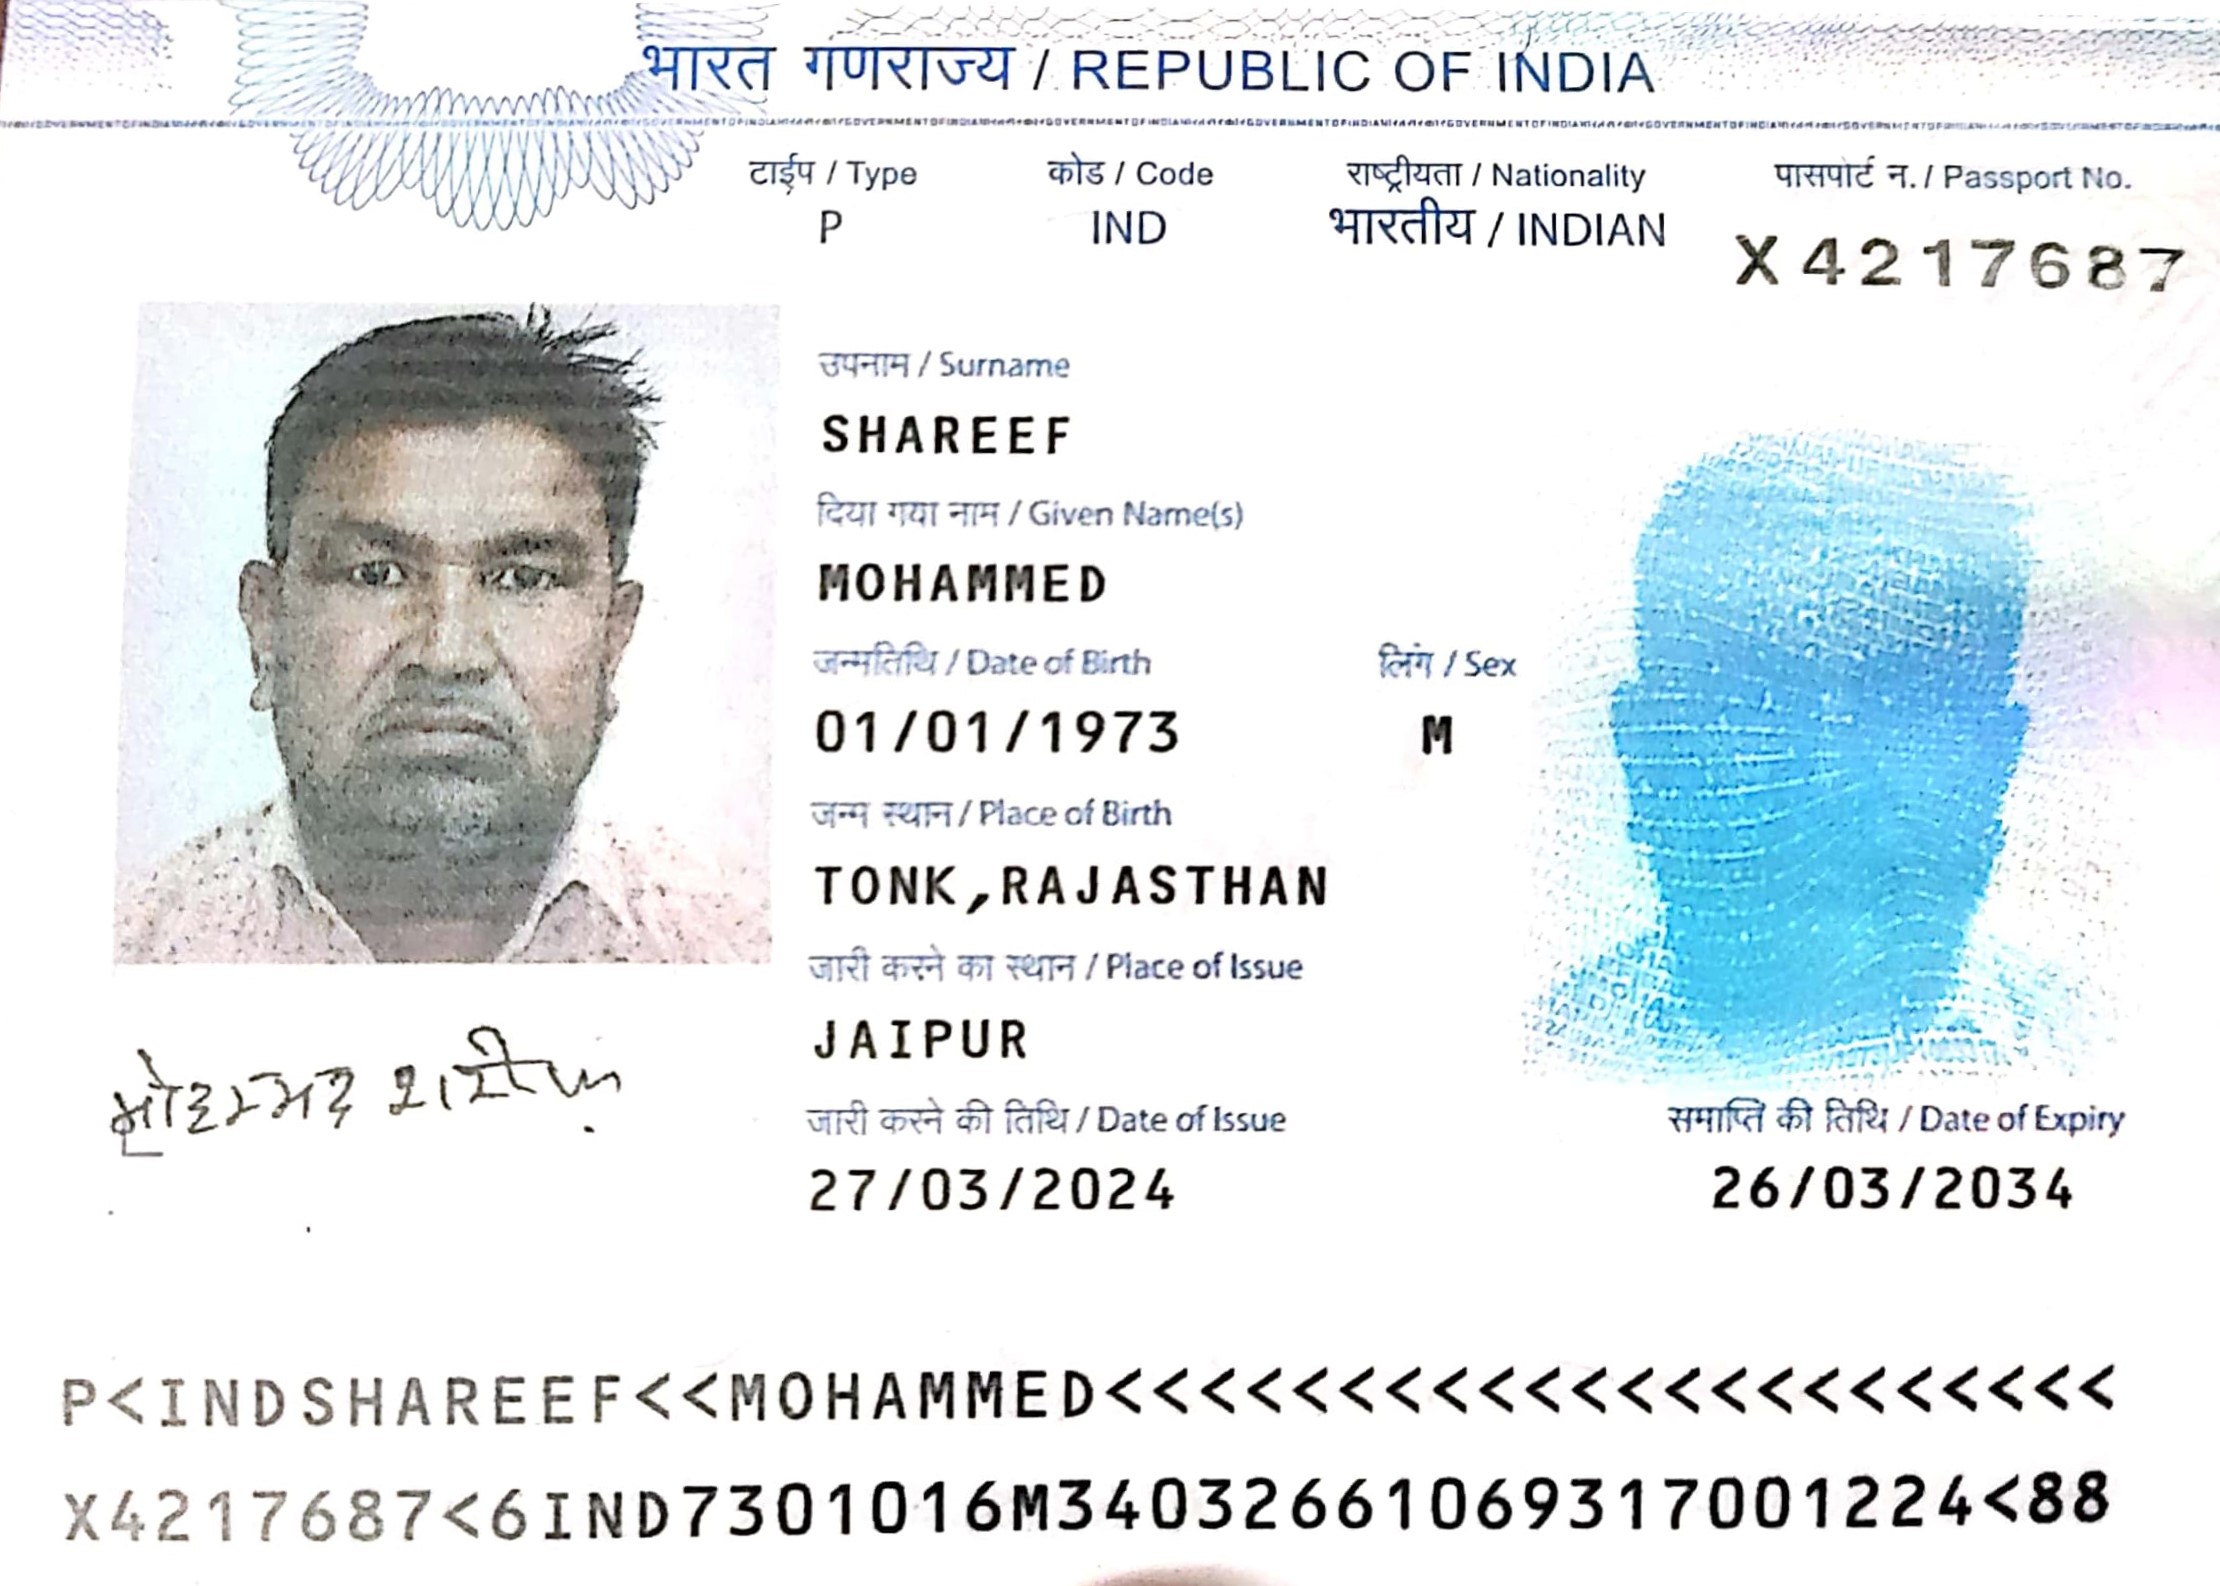 भारत गणराज्य / REPUBLIC OF INDIA
टाईप / Type
कोड / Code
राष्ट्रीयता / Nationality
पासपोर्ट न. / Passport No.
P
IND
भारतीय / INDIAN
X4217687
उपनाम / Surname
SHAREEF
दिया गया नाम / Given Name(s)
MOHAMMED
जन्मतिथि / Date of Birth
लिंग / Sex
01/01/1973
M
जन्म स्थान / Place of Birth
TONK,RAJASTHAN
जारी करने का स्थान / Place of Issue
JAIPUR
मोहम्मद शरीफ
जारी करने की तिथि / Date of Issue
समाप्ति की तिथि / Date of Expiry
27/03/2024
26/03/2034
P<INDSHAREEF<<MOHAMMED<<<<<<<<<<<<<<<<<<<<<<
X4217687<6IND7301016M34032661069317001224<88